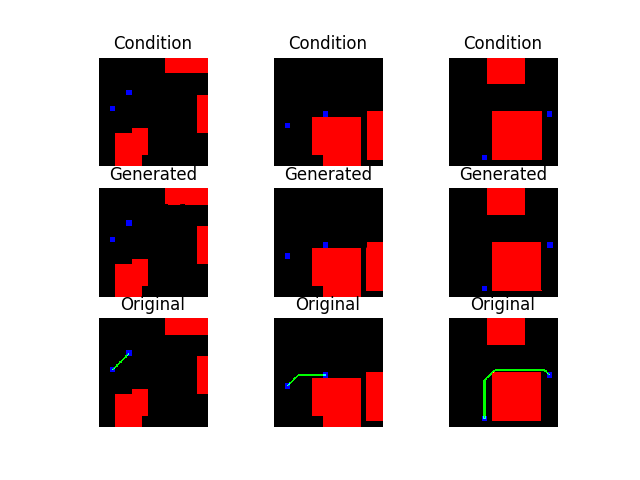 Condition Condition Condition
Generated Generated Generated
Original Original Original